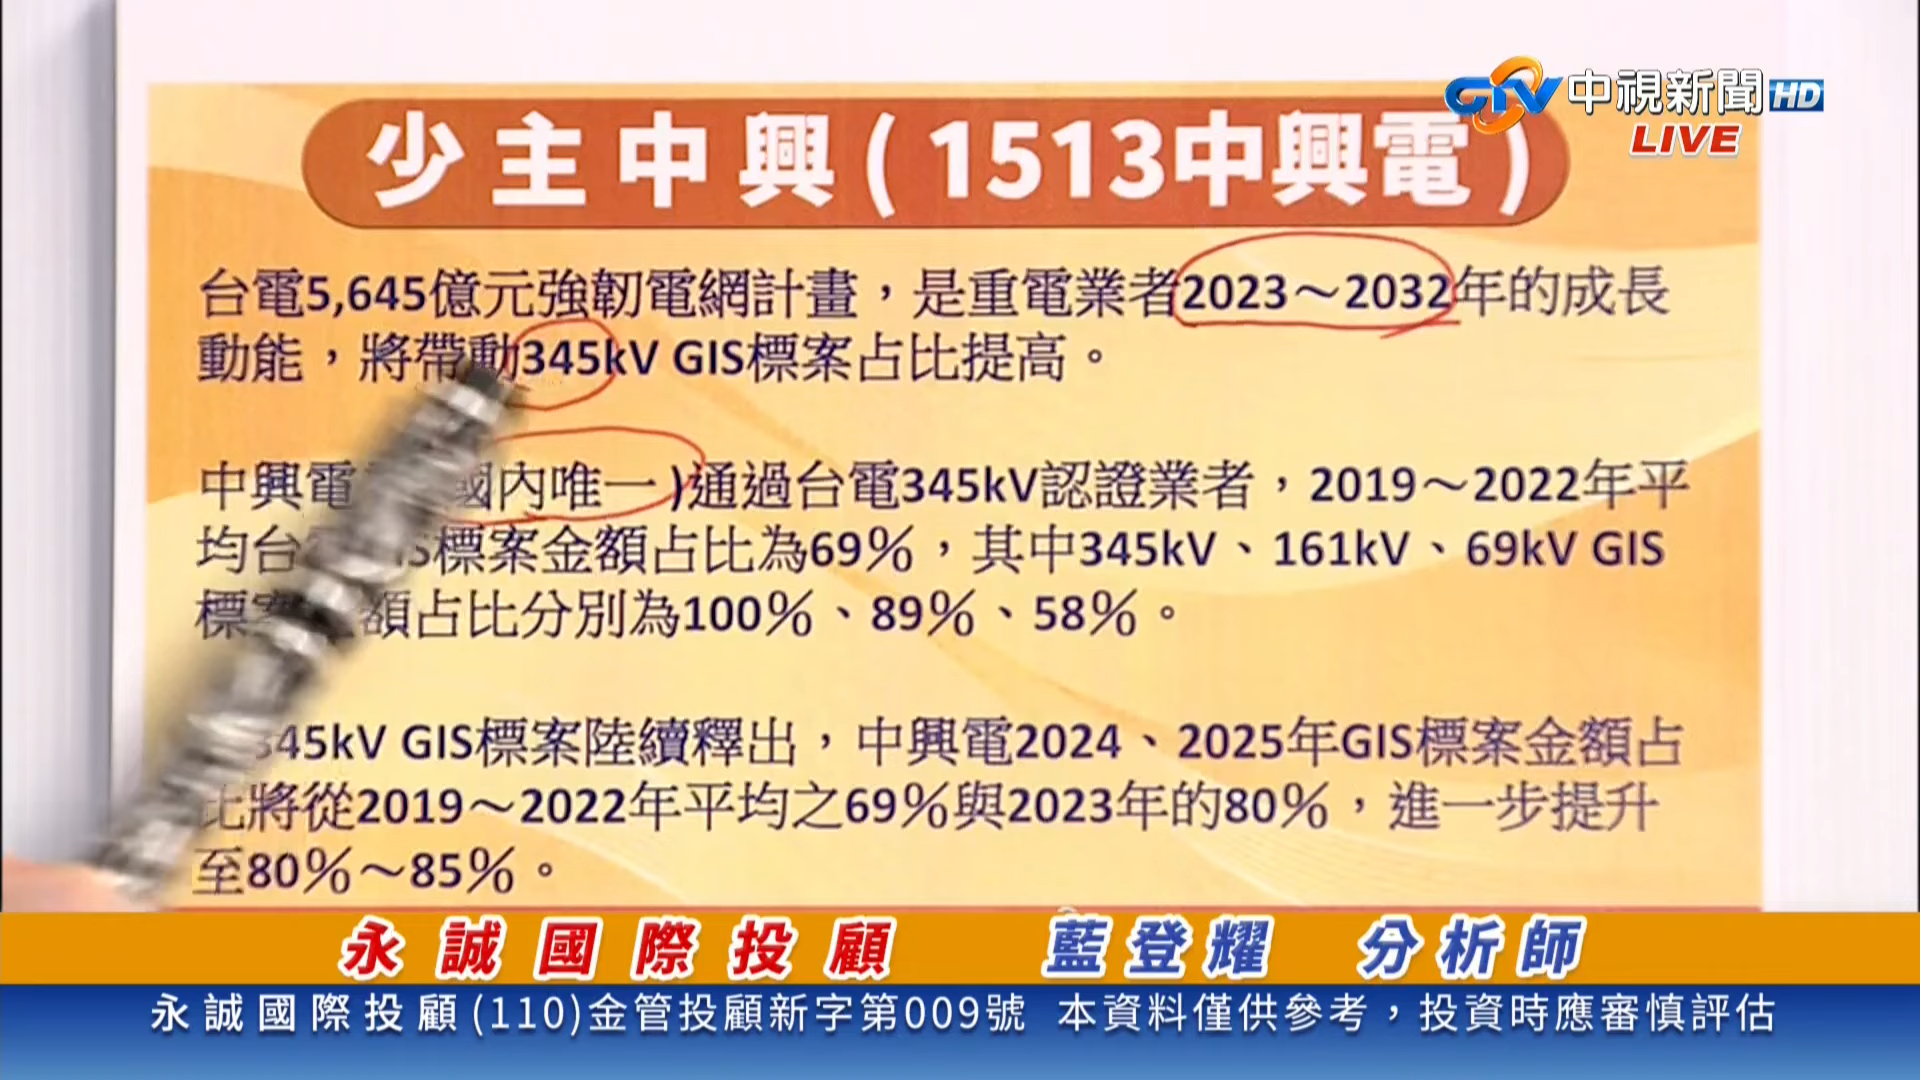 少主中興(1513中興電)
CTV中視新聞HD
LIVE
台電5,645億元強韌電網計畫，是重電業者2023～2032年的成長
動能，將帶動345kV GIS標案占比提高。
中興電 國內唯一)通過台電345kV認證業者，2019～2022年平
均台 標案金額占比為69%，其中345kV、161kV、69kV GIS
標 額占比分別為100%、89%、58%。
345kV GIS標案陸續釋出，中興電2024、2025年GIS標案金額占
比將從2019～2022年平均之69%與2023年的80%，進一步提升
至80%～85%。
永誠國際投顧 藍登耀 分析師
永誠國際投顧(110)金管投顧新字第009號 本資料僅供參考，投資時應審慎評估